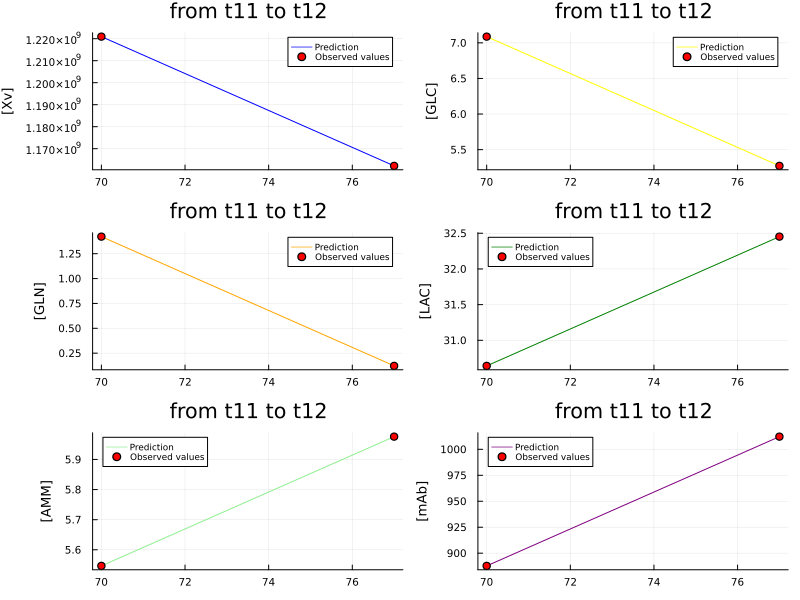 from t11 to t12
[Xv]
1.220×10⁹
1.210×10⁹
1.200×10⁹
1.190×10⁹
1.180×10⁹
1.170×10⁹
Prediction
Observed values
70 72 74 76
from t11 to t12
[GLC]
7.0
6.5
6.0
5.5
Prediction
Observed values
70 72 74 76
from t11 to t12
[GLN]
1.25
1.00
0.75
0.50
0.25
Prediction
Observed values
70 72 74 76
from t11 to t12
[LAC]
32.5
32.0
31.5
31.0
Prediction
Observed values
70 72 74 76
from t11 to t12
[AMM]
5.9
5.8
5.7
5.6
Prediction
Observed values
70 72 74 76
from t11 to t12
[mAb]
1000
975
950
925
900
Prediction
Observed values
70 72 74 76